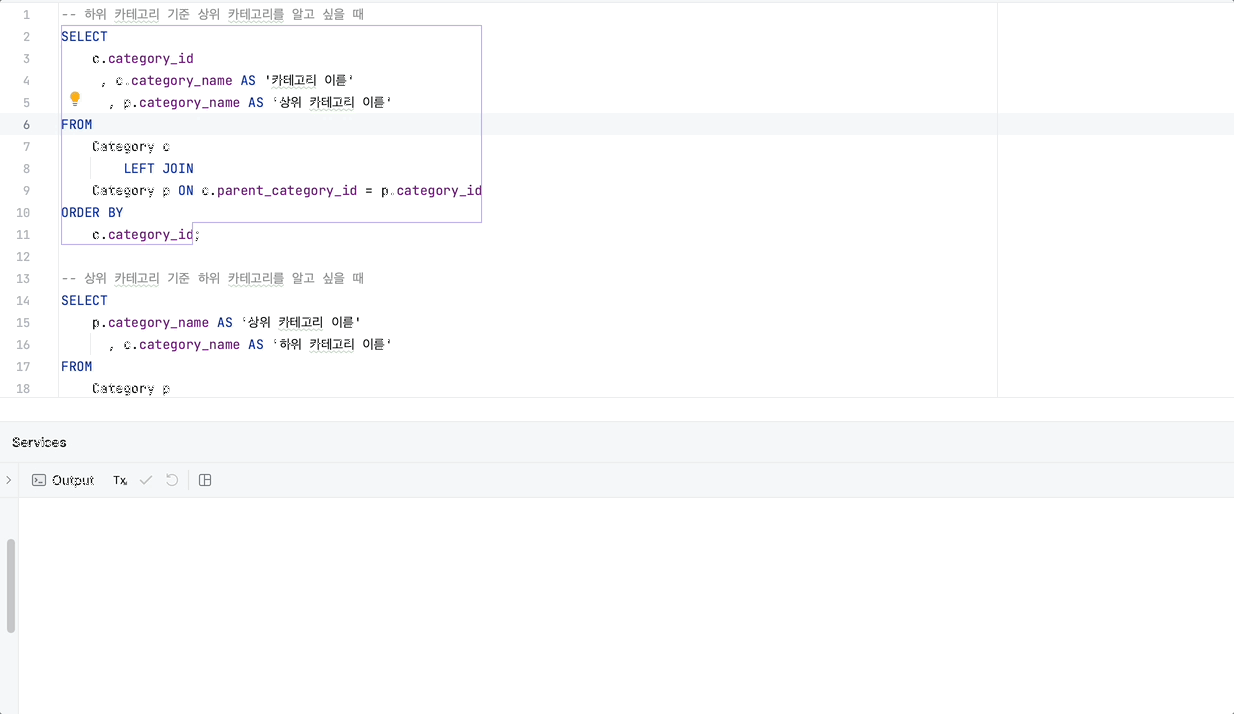 1 -- 하위 카테고리 기준 상위 카테고리를 알고 싶을 때
2 SELECT
3 c.category_id
4 , c.category_name AS '카테고리 이름'
5 , p.category_name AS '상위 카테고리 이름'
6 FROM
7 Category c
8 LEFT JOIN
9 Category p ON c.parent_category_id = p.category_id
10 ORDER BY
11 c.category_id;
12
13 -- 상위 카테고리 기준 하위 카테고리를 알고 싶을 때
14 SELECT
15 p.category_name AS '상위 카테고리 이름'
16 , c.category_name AS '하위 카테고리 이름'
17 FROM
18 Category p
Services
Output Tx